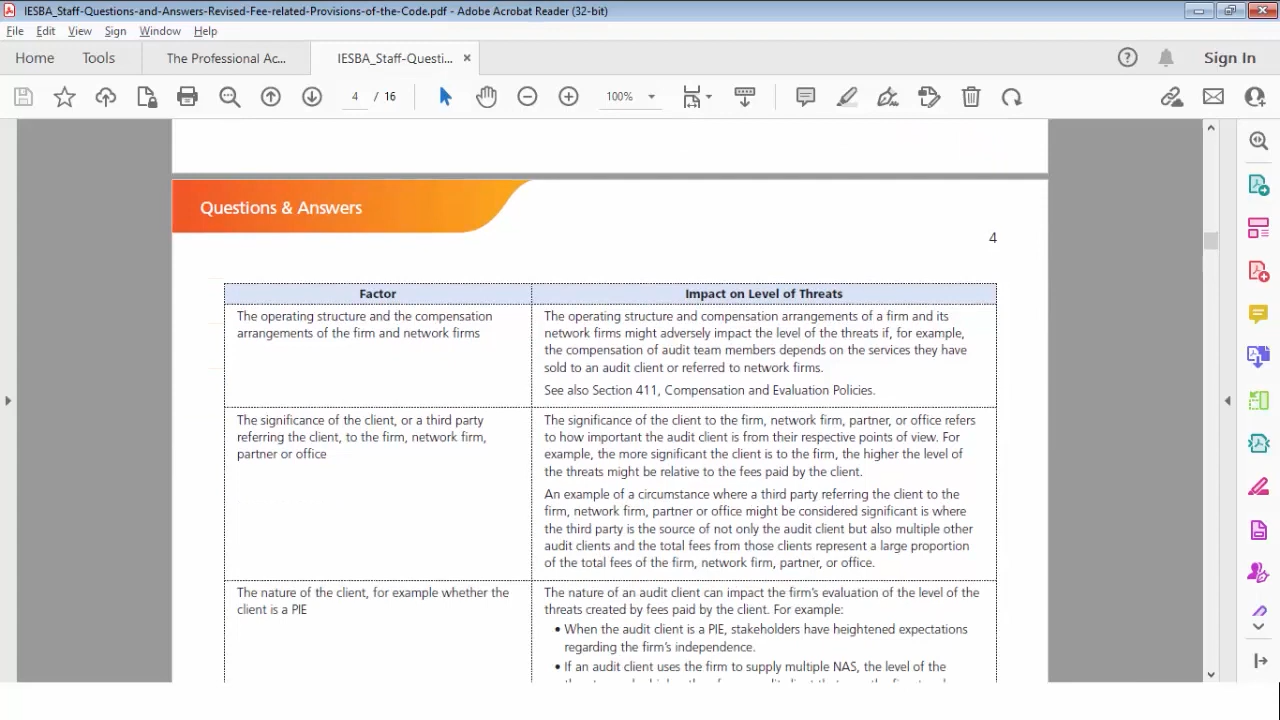 IESBA_Staff-Questions-and-Answers-Revised-Fee-related-Provisions-of-the-Code.pdf - Adobe Acrobat Reader (32-bit)
File Edit View Sign Window Help
Home Tools The Professional Ac... IESBA_Staff-Questi... ×
Sign In
4 / 16 100%
Questions & Answers
4
Factor Impact on Level of Threats
The operating structure and the compensation
arrangements of the firm and network firms
The operating structure and compensation arrangements of a firm and its
network firms might adversely impact the level of the threats if, for example,
the compensation of audit team members depends on the services they have
sold to an audit client or referred to network firms.
See also Section 411, Compensation and Evaluation Policies.
The significance of the client, or a third party
referring the client, to the firm, network firm,
partner or office
The significance of the client to the firm, network firm, partner, or office refers
to how important the audit client is from their respective points of view. For
example, the more significant the client is to the firm, the higher the level of
the threats might be relative to the fees paid by the client.
An example of a circumstance where a third party referring the client to the
firm, network firm, partner or office might be considered significant is where
the third party is the source of not only the audit client but also multiple other
audit clients and the total fees from those clients represent a large proportion
of the total fees of the firm, network firm, partner, or office.
The nature of the client, for example whether the
client is a PIE
The nature of an audit client can impact the firm's evaluation of the level of the
threats created by fees paid by the client. For example:
• When the audit client is a PIE, stakeholders have heightened expectations
regarding the firm's independence.
• If an audit client uses the firm to supply multiple NAS, the level of the